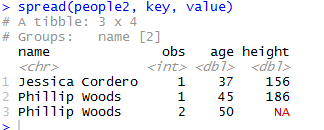 > spread(people2, key, value)
# A tibble: 3 x 4
# Groups:   name [2]
  name              obs   age height
  <chr>           <int> <dbl>  <dbl>
1 Jessica Cordero     1    37    156
2 Phillip Woods       1    45    186
3 Phillip Woods       2    50     NA
>